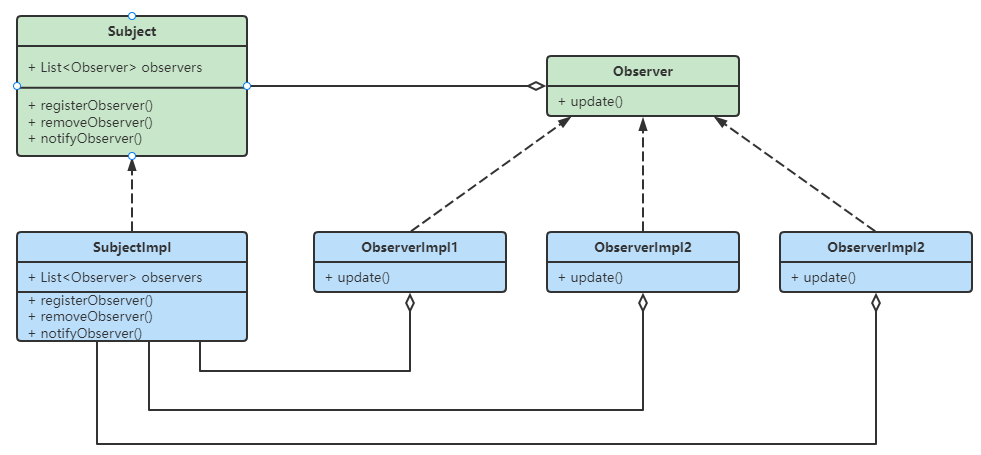 Subject
+ List<Observer> observers
+ registerObserver()
+ removeObserver()
+ notifyObserver()
Observer
+ update()
SubjectImpl
+ List<Observer> observers
+ registerObserver()
+ removeObserver()
+ notifyObserver()
ObserverImpl1
+ update()
ObserverImpl2
+ update()
ObserverImpl2
+ update()